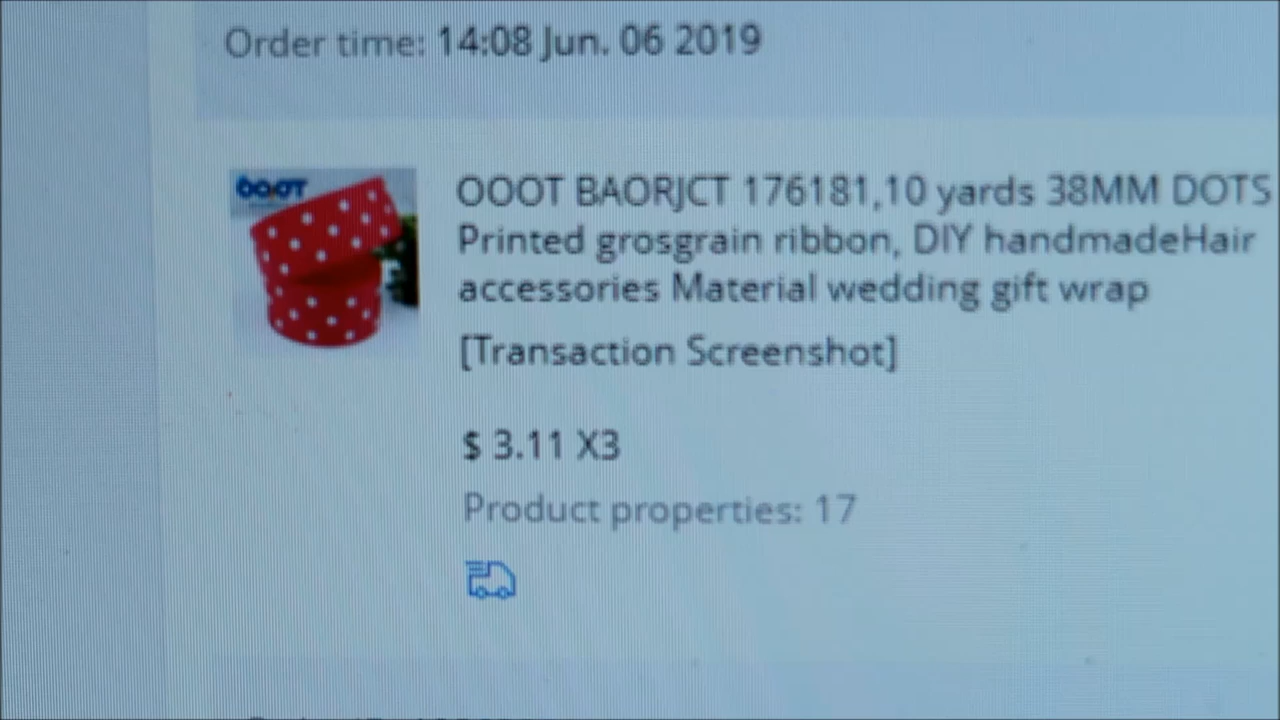 Order time: 14:08 Jun. 06 2019
OOOT
OOOT BAORJCT 176181,10 yards 38MM DOTS
Printed grosgrain ribbon, DIY handmadeHair
accessories Material wedding gift wrap
[Transaction Screenshot]
$ 3.11 X3
Product properties: 17